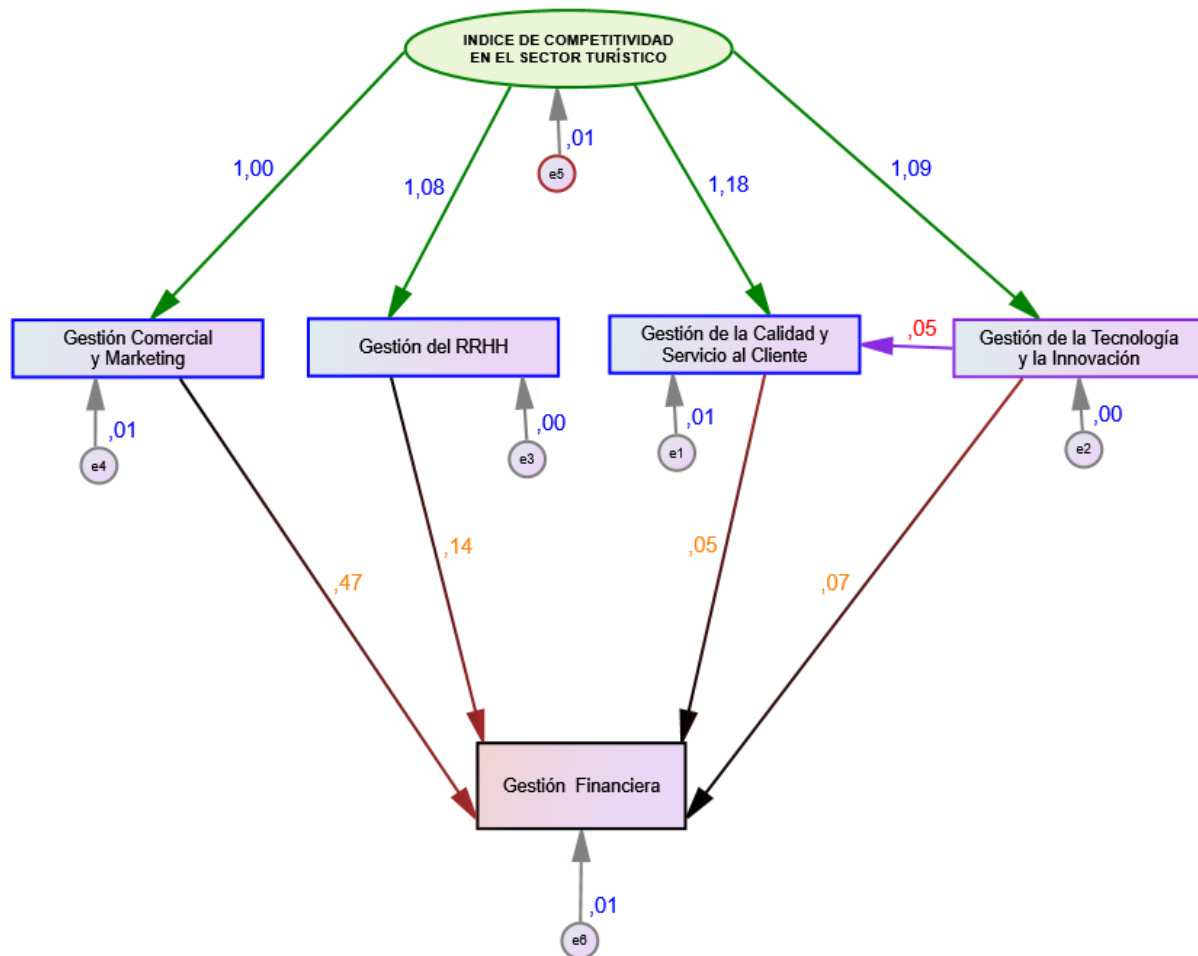 INDICE DE COMPETITIVIDAD
EN EL SECTOR TURÍSTICO
,01
e5
1,00
1,08
1,18
1,09
Gestión Comercial
y Marketing
Gestión del RRHH
Gestión de la Calidad y
Servicio al Cliente
,05
Gestión de la Tecnología
y la Innovación
,01
e4
,00
e3
,01
e1
,00
e2
,47
,14
,05
,07
Gestión Financiera
,01
e6